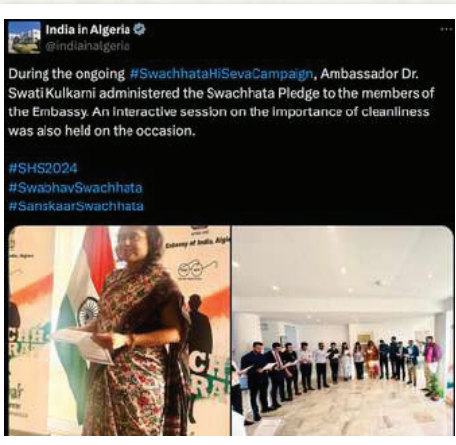 India in Algeria
@indiainalgeria
During the ongoing #SwachhataHiSevaCampaign, Ambassador Dr.
Swati Kulkarni administered the Swachhata Pledge to the members of
the Embassy. An interactive session on the importance of cleanliness
was also held on the occasion.
#SHS2024
#SwabhavSwachhata
#SanskaarSwachhata
Embassy of India, Algie